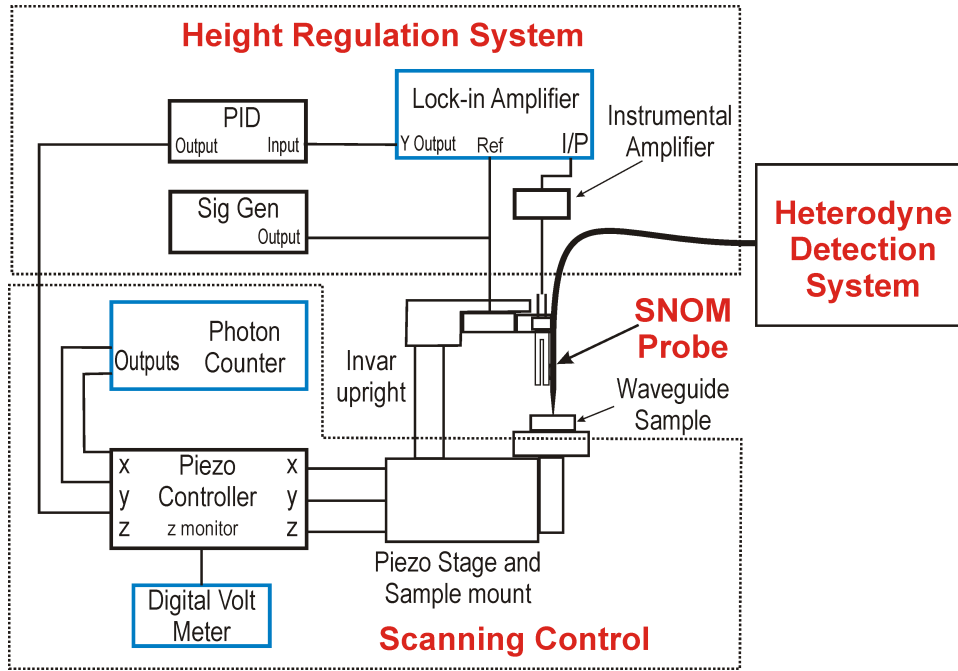 Height Regulation System
Lock-in Amplifier
Y Output
Ref
I/P
PID
Output
Input
Instrumental
Amplifier
Sig Gen
Output
Heterodyne
Detection
System
SNOM
Probe
Photon
Counter
Outputs
Invar
upright
Waveguide
Sample
x
y
z
Piezo
Controller
z monitor
x
y
z
Piezo Stage and
Sample mount
Digital Volt
Meter
Scanning Control